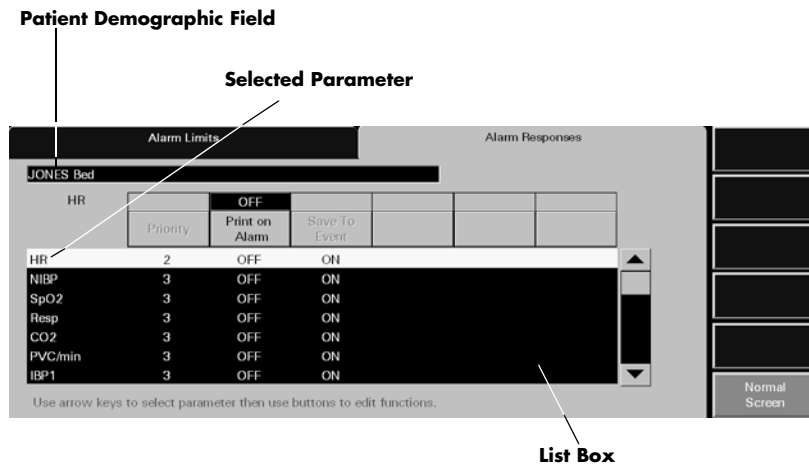 Patient Demographic Field
Selected Parameter
Alarm Limits Alarm Responses
JONES Bed
HR OFF
Priority Print on Alarm Save To Event
HR 2 OFF ON
NIBP 3 OFF ON
SpO2 3 OFF ON
Resp 3 OFF ON
CO2 3 OFF ON
PVC/min 3 OFF ON
IBP1 3 OFF ON
Use arrow keys to select parameter then use buttons to edit functions.
Normal Screen
List Box